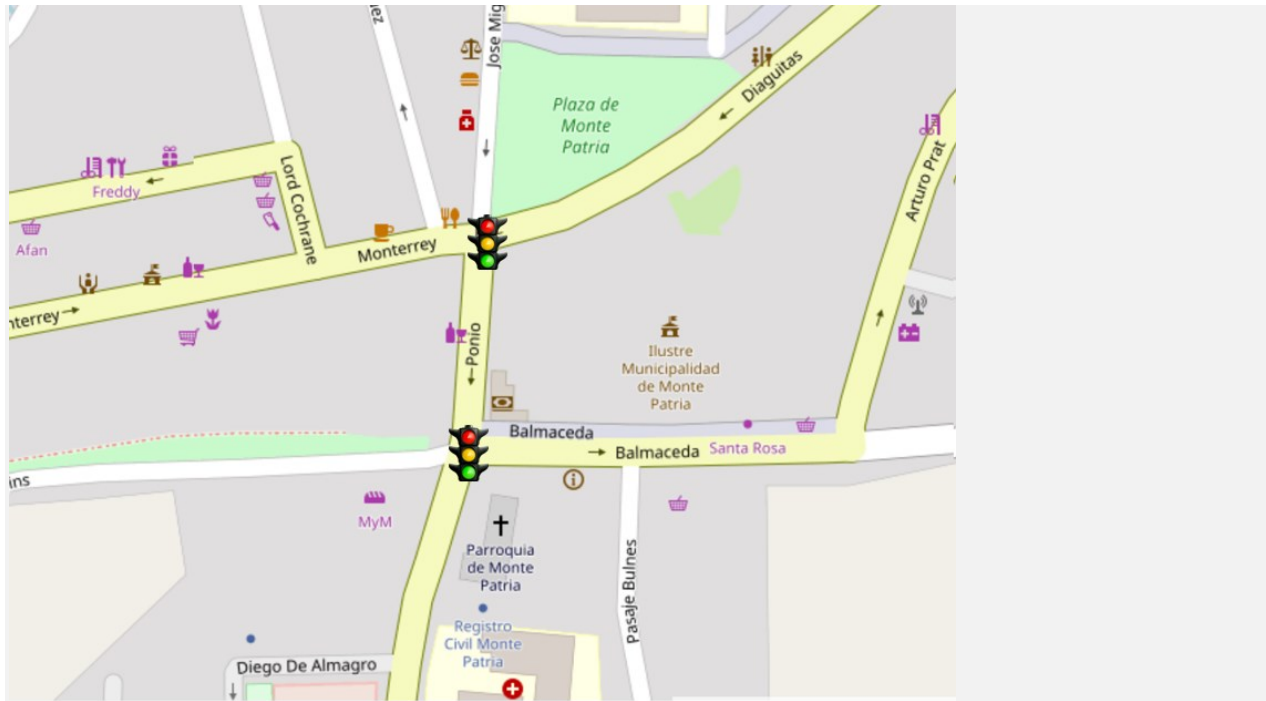 ez
Jose Mig
Plaza de
Monte
Patria
Diaguitas
Arturo Prat
Freddy
Lord Cochrane
Afan
Monterrey
nterrey
Ponio
Ilustre
Municipalidad
de Monte
Patria
Balmaceda
Balmaceda
Santa Rosa
ins
MyM
Parroquia
de Monte
Patria
Pasaje Bulnes
Registro
Civil Monte
Patria
Diego De Almagro